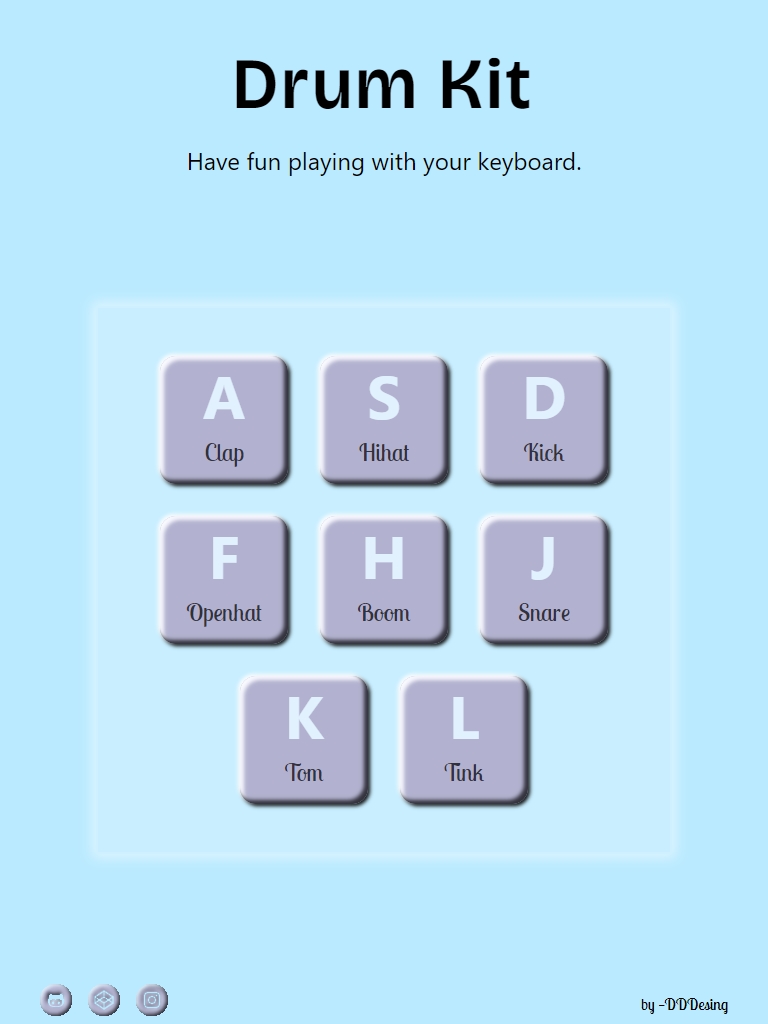 Drum Kit
Have fun playing with your keyboard.
A S D
Clap Hihat Kick
F H J
Openhat Boom Snare
K L
Tom Tink
by -DDDesing